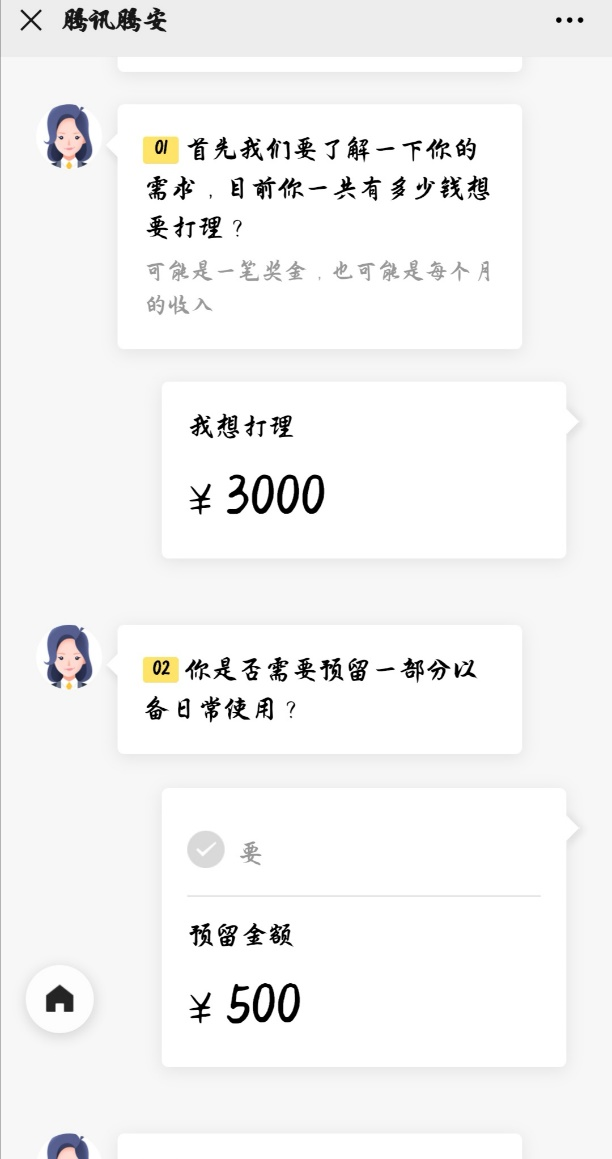 腾讯腾安
01 首先我们要了解一下你的
需求，目前你一共有多少钱想
要打理？
可能是一笔奖金，也可能是每个月
的收入
我想打理
¥ 3000
02 你是否需要预留一部分以
备日常使用？
要
预留金额
¥ 500